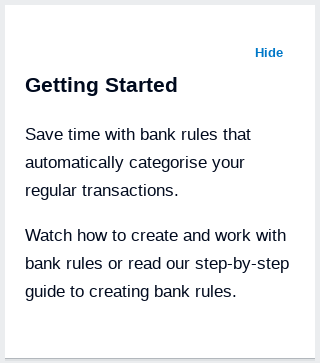 Hide
Getting Started
Save time with bank rules that
automatically categorise your
regular transactions.
Watch how to create and work with
bank rules or read our step-by-step
guide to creating bank rules.